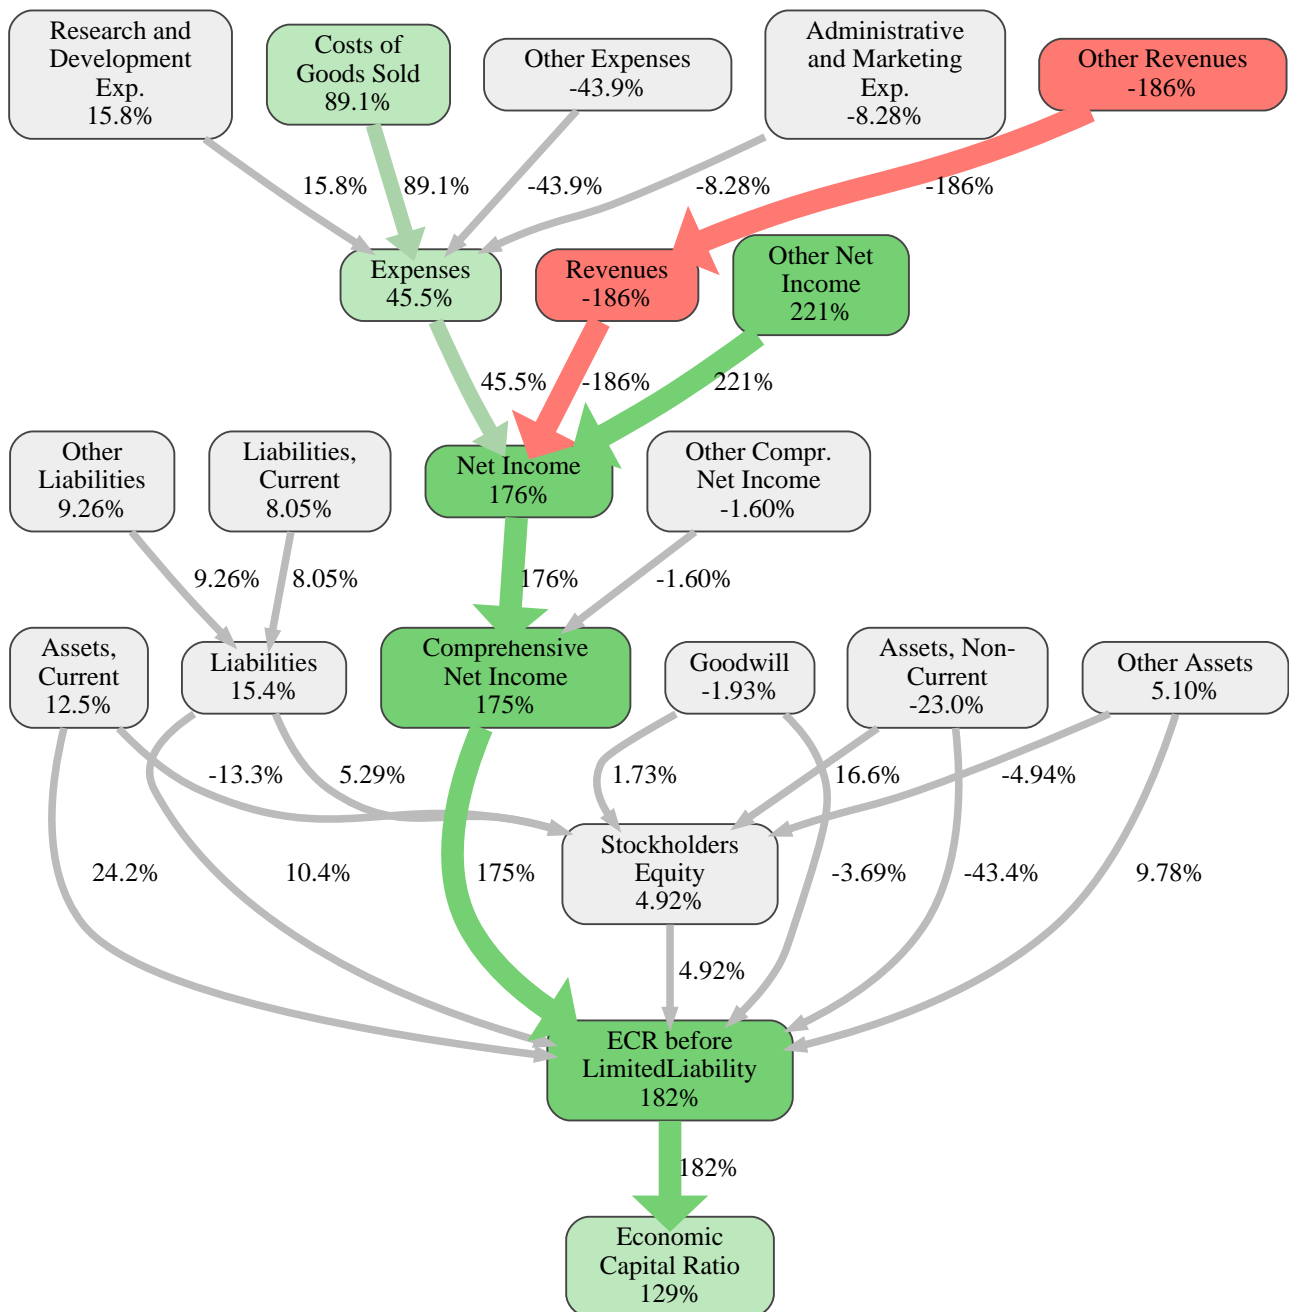 Research and
Development
Exp.
15.8%
Costs of
Goods Sold
89.1%
Other Expenses
-43.9%
Administrative
and Marketing
Exp.
-8.28%
Other Revenues
-186%
15.8%
89.1%
-43.9%
-8.28%
-186%
Expenses
45.5%
Revenues
-186%
Other Net
Income
221%
45.5%
-186%
221%
Other
Liabilities
9.26%
Liabilities,
Current
8.05%
Net Income
176%
Other Compr.
Net Income
-1.60%
9.26%
8.05%
176%
-1.60%
Assets,
Current
12.5%
Liabilities
15.4%
Comprehensive
Net Income
175%
Goodwill
-1.93%
Assets, Non-
Current
-23.0%
Other Assets
5.10%
-13.3%
5.29%
1.73%
16.6%
-4.94%
Stockholders
Equity
4.92%
24.2%
10.4%
175%
-3.69%
-43.4%
9.78%
4.92%
ECR before
LimitedLiability
182%
182%
Economic
Capital Ratio
129%